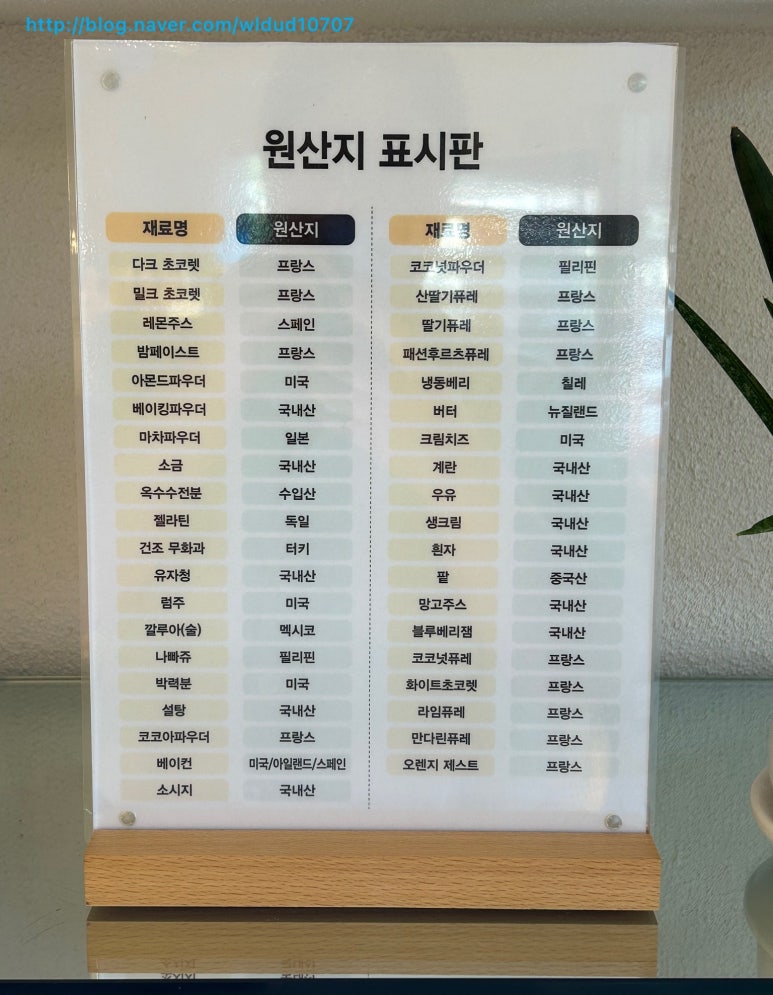 http://blog.naver.com/wldud10707
원산지 표시판
재료명 원산지
다크 초코렛 프랑스
밀크 초코렛 프랑스
레몬주스 스페인
밤페이스트 프랑스
아몬드파우더 미국
베이킹파우더 국내산
마차파우더 일본
소금 국내산
옥수수전분 수입산
젤라틴 독일
건조 무화과 터키
유자청 국내산
럼주 미국
깔루아(술) 멕시코
나빠쥬 필리핀
박력분 미국
설탕 국내산
코코아파우더 프랑스
베이컨 미국/아일랜드/스페인
소시지 국내산
재료명 원산지
코코넛파우더 필리핀
산딸기퓨레 프랑스
딸기퓨레 프랑스
패션후르츠퓨레 프랑스
냉동베리 칠레
버터 뉴질랜드
크림치즈 미국
계란 국내산
우유 국내산
생크림 국내산
흰자 국내산
팥 중국산
망고주스 국내산
블루베리잼 국내산
코코넛퓨레 프랑스
화이트초코렛 프랑스
라임퓨레 프랑스
만다린퓨레 프랑스
오렌지 제스트 프랑스